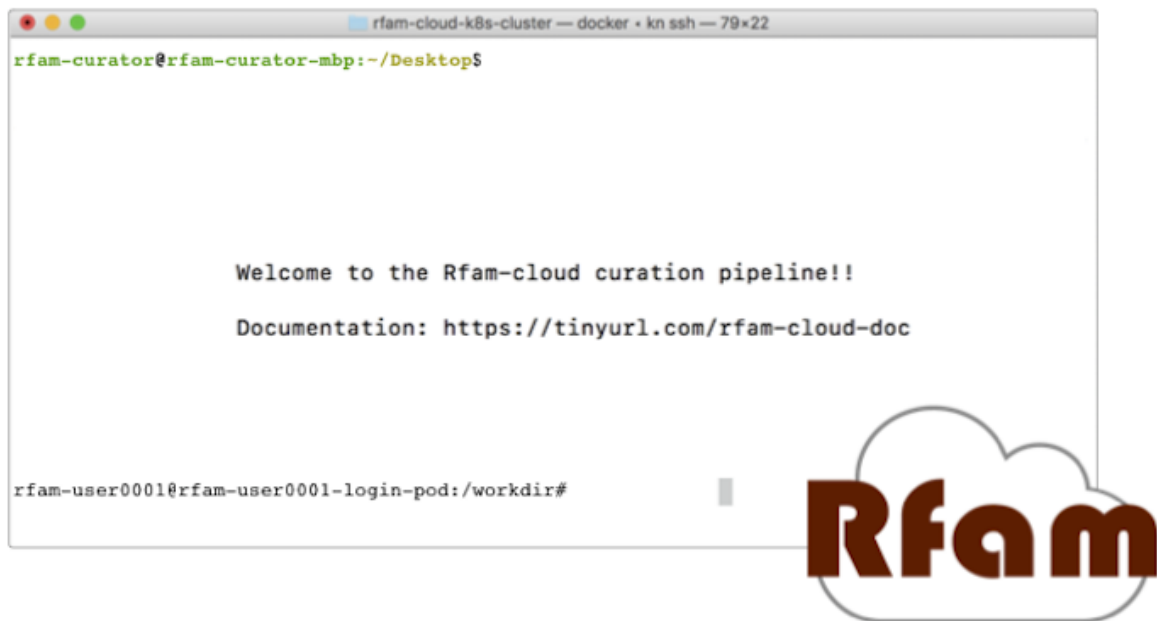 rfam-cloud-k8s-cluster — docker • kn ssh — 79×22
rfam-curator@rfam-curator-mbp:~/Desktop$
Welcome to the Rfam-cloud curation pipeline!!
Documentation: https://tinyurl.com/rfam-cloud-doc
rfam-user0001@rfam-user0001-login-pod:/workdir#
Rfam